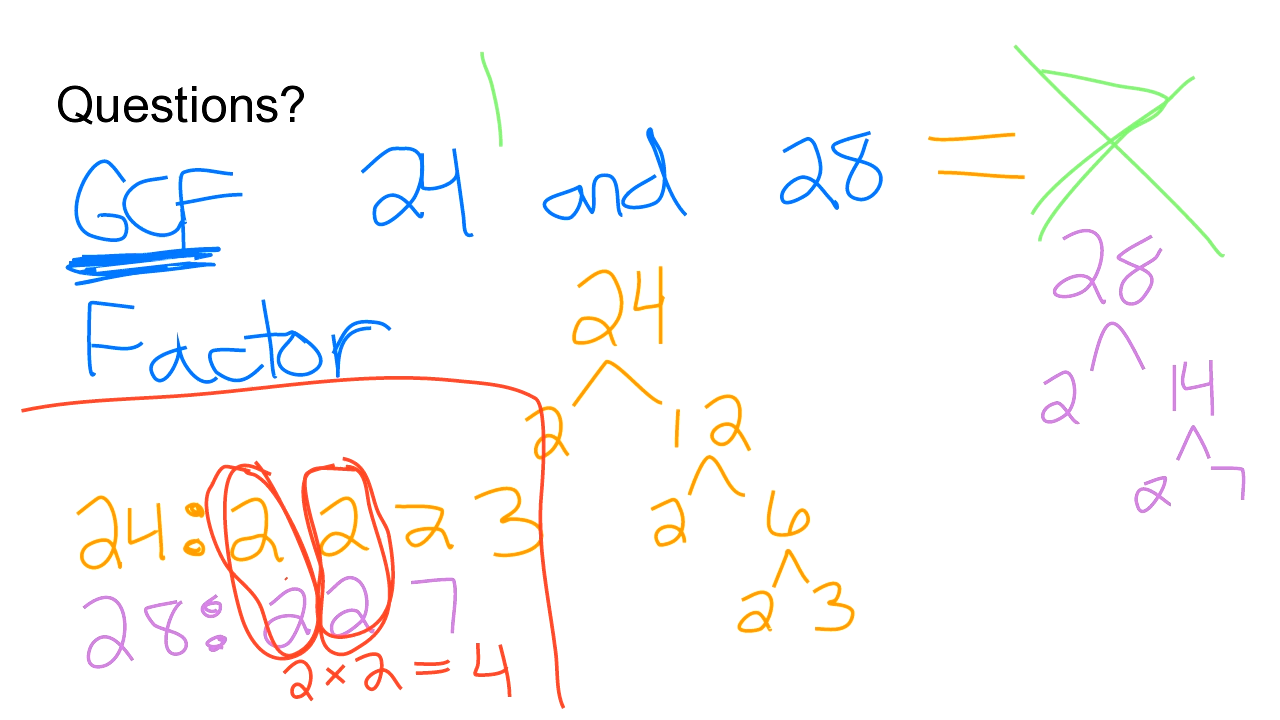 Questions?
GCF 24 and 28 =
Factor
24
2 12
2 6
2 3
28
2 14
2 7
24: 2 2 2 3
28: 2 2 7
2 × 2 = 4